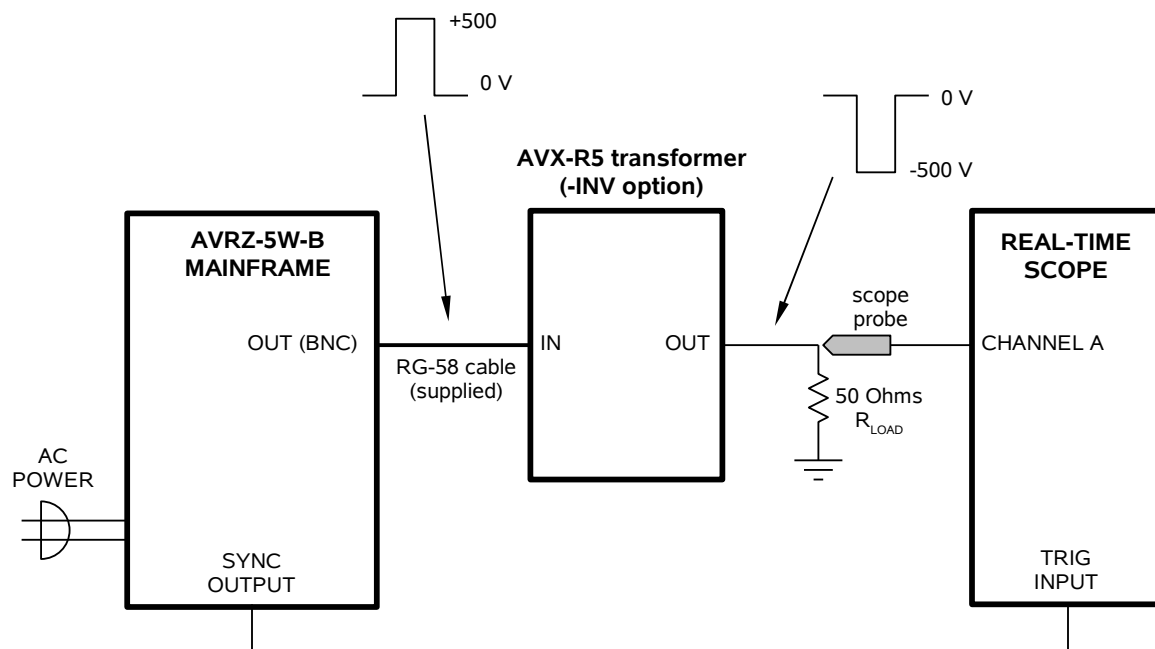 +500
0 V
0 V
-500 V
AVX-R5 transformer
(-INV option)
AVRZ-5W-B
MAINFRAME
REAL-TIME
SCOPE
scope
probe
OUT (BNC)
IN
OUT
CHANNEL A
RG-58 cable
(supplied)
50 Ohms
RLOAD
AC
POWER
SYNC
OUTPUT
TRIG
INPUT